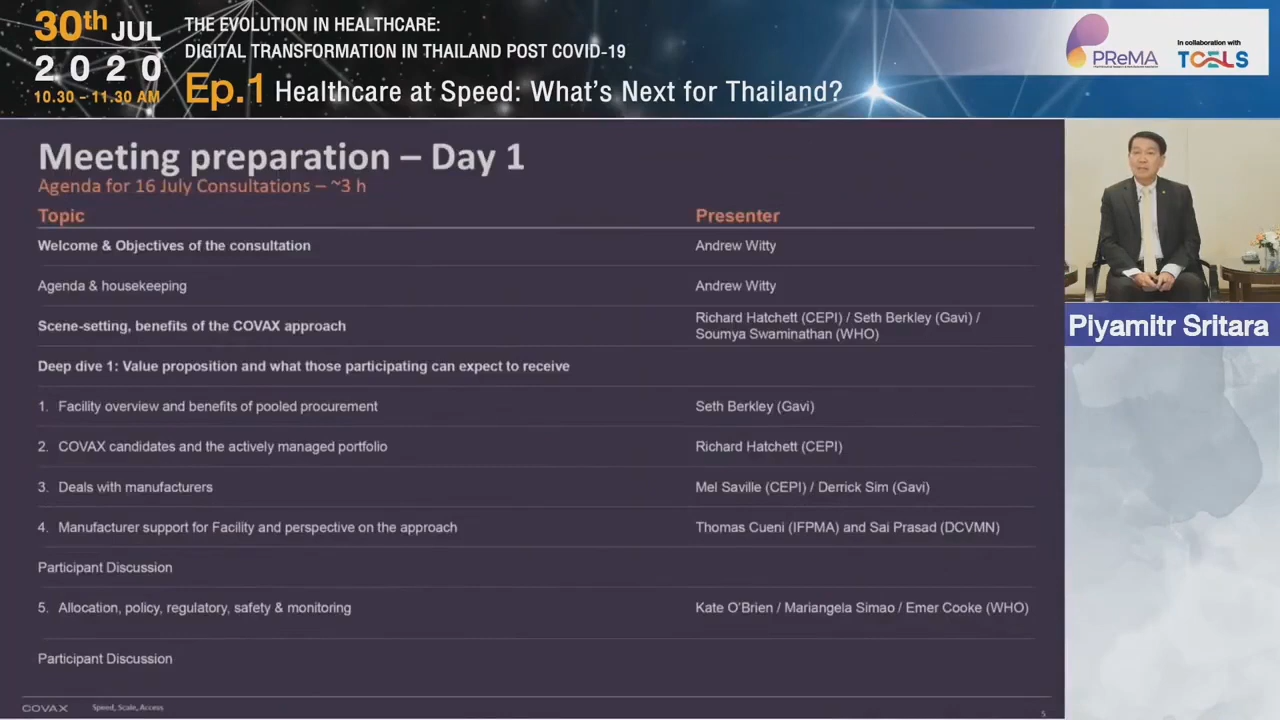 30th JUL
2020
10.30 - 11.30 AM
THE EVOLUTION IN HEALTHCARE:
DIGITAL TRANSFORMATION IN THAILAND POST COVID-19
Ep.1 Healthcare at Speed: What's Next for Thailand?
PReMA
In collaboration with
TCELS
Meeting preparation – Day 1
Agenda for 16 July Consultations – ~3 h
Topic Presenter
Welcome & Objectives of the consultation Andrew Witty
Agenda & housekeeping Andrew Witty
Scene-setting, benefits of the COVAX approach Richard Hatchett (CEPI) / Seth Berkley (Gavi) /
Soumya Swaminathan (WHO)
Deep dive 1: Value proposition and what those participating can expect to receive
1. Facility overview and benefits of pooled procurement Seth Berkley (Gavi)
2. COVAX candidates and the actively managed portfolio Richard Hatchett (CEPI)
3. Deals with manufacturers Mel Saville (CEPI) / Derrick Sim (Gavi)
4. Manufacturer support for Facility and perspective on the approach Thomas Cueni (IFPMA) and Sai Prasad (DCVMN)
Participant Discussion
5. Allocation, policy, regulatory, safety & monitoring Kate O'Brien / Mariangela Simao / Emer Cooke (WHO)
Participant Discussion
COVAX Speed, Scale, Access 5
Piyamitr Sritara